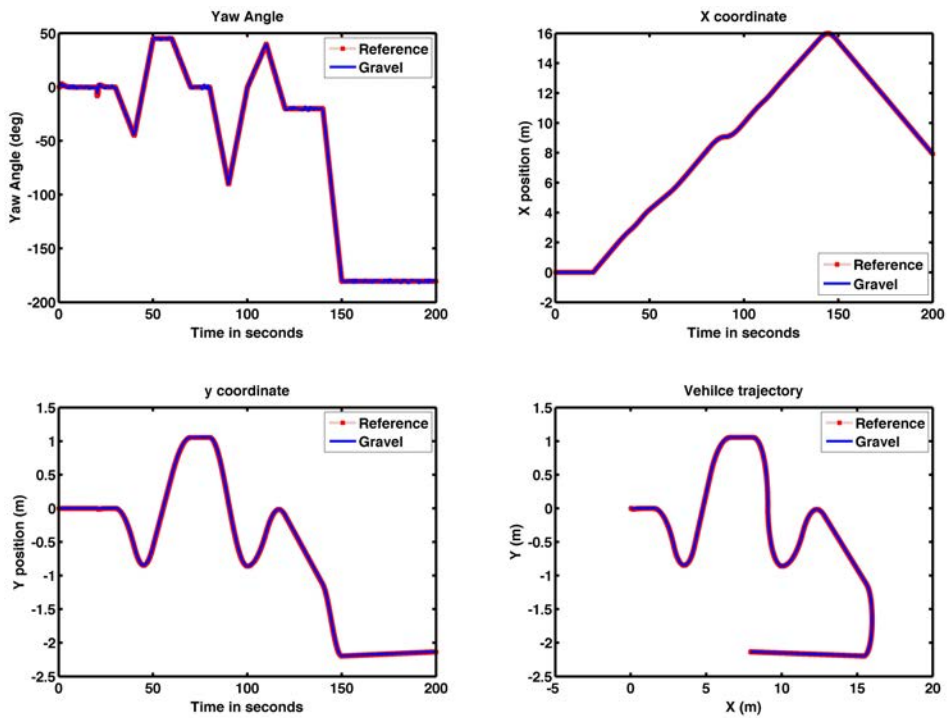 Yaw Angle
50
0
-50
-100
-150
-200
Yaw Angle (deg)
0 50 100 150 200
Time in seconds
Reference
Gravel
X coordinate
16
14
12
10
8
6
4
2
0
-2
X position (m)
0 50 100 150 200
Time in seconds
Reference
Gravel
y coordinate
1.5
1
0.5
0
-0.5
-1
-1.5
-2
-2.5
Y position (m)
0 50 100 150 200
Time in seconds
Reference
Gravel
Vehilce trajectory
1.5
1
0.5
0
-0.5
-1
-1.5
-2
-2.5
Y (m)
-5 0 5 10 15 20
X (m)
Reference
Gravel